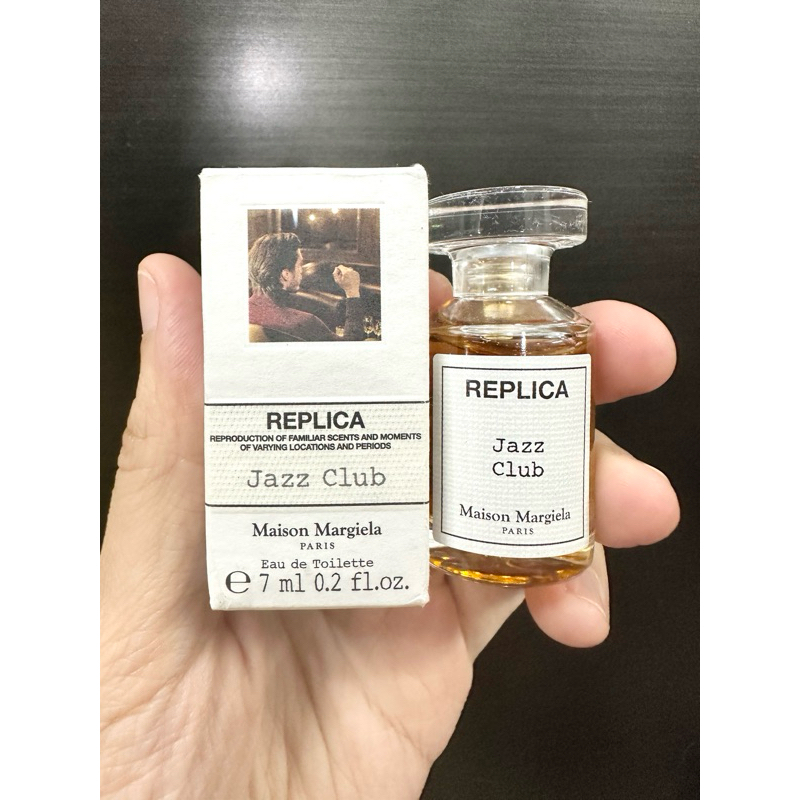 REPLICA
REPRODUCTION OF FAMILIAR SCENTS AND MOMENTS
OF VARYING LOCATIONS AND PERIODS
Jazz Club
Maison Margiela
PARIS
Eau de Toilette
℮ 7 ml 0.2 fl.oz.
REPLICA
Jazz
Club
Maison Margiela
PARIS